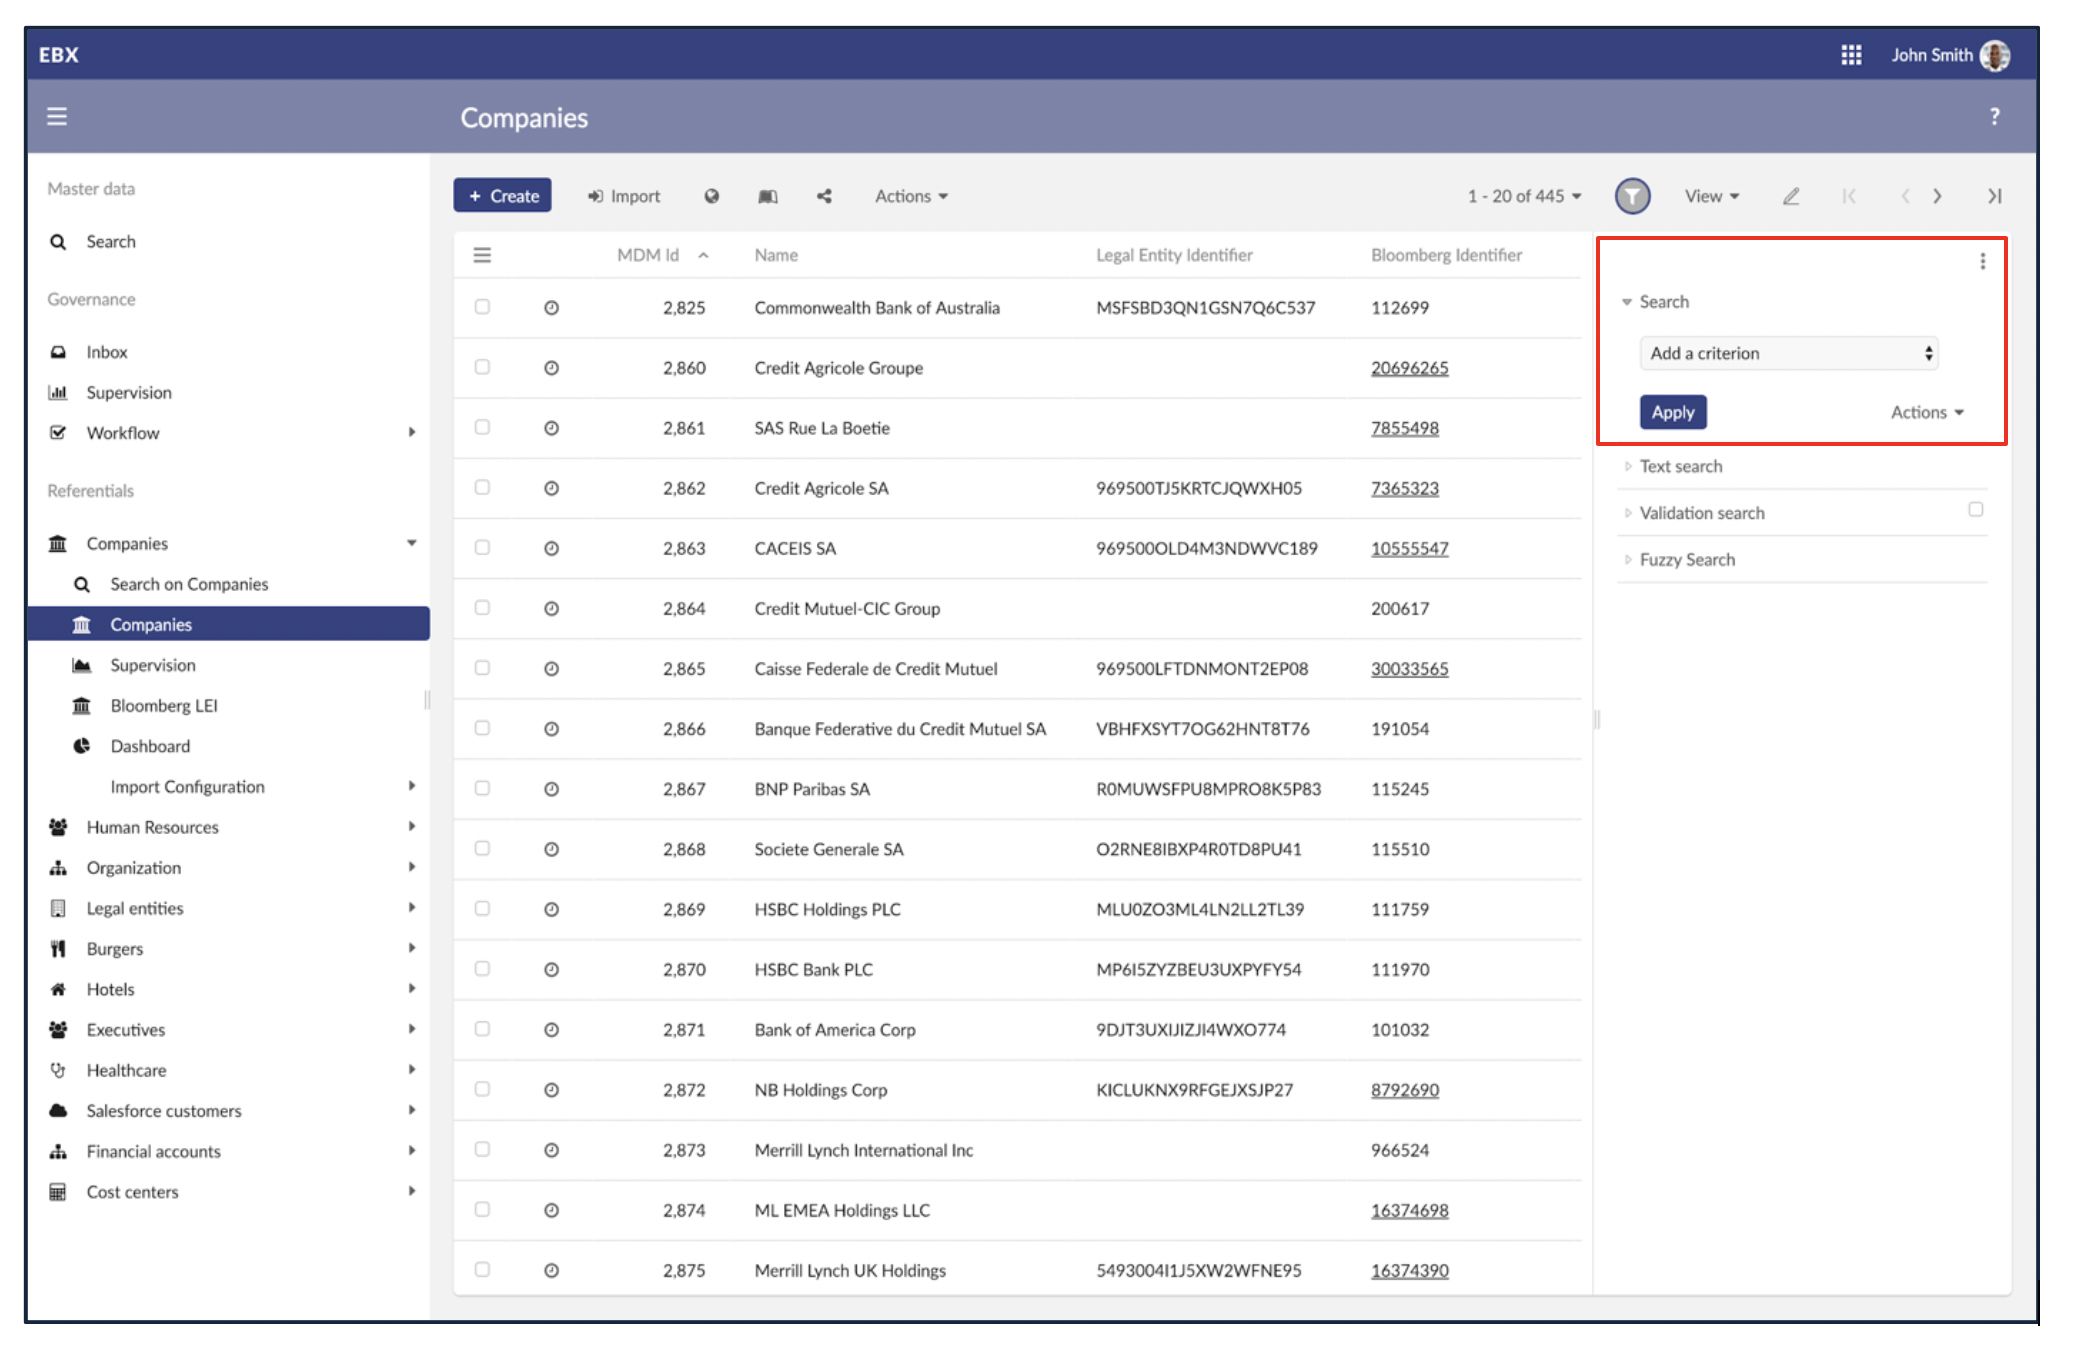 EBX
John Smith
Companies
?
Master data
Search
Governance
Inbox
Supervision
Workflow
Referentials
Companies
Search on Companies
Companies
Supervision
Bloomberg LEI
Dashboard
Import Configuration
Human Resources
Organization
Legal entities
Burgers
Hotels
Executives
Healthcare
Salesforce customers
Financial accounts
Cost centers
+ Create Import Actions 1 - 20 of 445 View
MDM Id Name Legal Entity Identifier Bloomberg Identifier
2,825 Commonwealth Bank of Australia MSFSBD3QN1GSN7Q6C537 112699
2,860 Credit Agricole Groupe 20696265
2,861 SAS Rue La Boetie 7855498
2,862 Credit Agricole SA 969500TJ5KRTCJQWXH05 7365323
2,863 CACEIS SA 969500OLD4M3NDWVC189 10555547
2,864 Credit Mutuel-CIC Group 200617
2,865 Caisse Federale de Credit Mutuel 969500LFTDNMONT2EP08 30033565
2,866 Banque Federative du Credit Mutuel SA VBHFXSYT7OG62HNT8T76 191054
2,867 BNP Paribas SA R0MUWSFPU8MPRO8K5P83 115245
2,868 Societe Generale SA O2RNE8IBXP4R0TD8PU41 115510
2,869 HSBC Holdings PLC MLU0ZO3ML4LN2LL2TL39 111759
2,870 HSBC Bank PLC MP6I5ZYZBEU3UXPYFY54 111970
2,871 Bank of America Corp 9DJT3UXIJIZJI4WXO774 101032
2,872 NB Holdings Corp KICLUKNX9RFGEJXSJP27 8792690
2,873 Merrill Lynch International Inc 966524
2,874 ML EMEA Holdings LLC 16374698
2,875 Merrill Lynch UK Holdings 5493004I1J5XW2WFNE95 16374390
Search
Add a criterion
Apply Actions
Text search
Validation search
Fuzzy Search